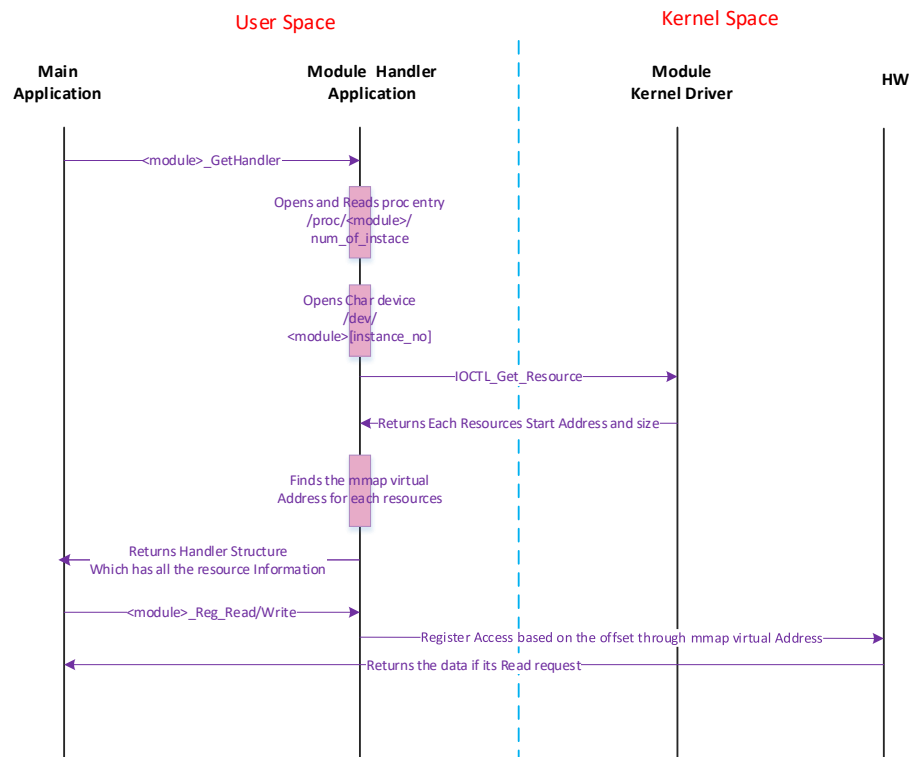 User Space
Kernel Space
Main
Application
Module Handler
Application
Module
Kernel Driver
HW
<module>_GetHandler
Opens and Reads proc entry
/proc/<module>/
num_of_instace
Opens Char device
/dev/
<module>[instance_no]
IOCTL_Get_Resource
Returns Each Resources Start Address and size
Finds the mmap virtual
Address for each resources
Returns Handler Structure
Which has all the resource Information
<module>_Reg_Read/Write
Register Access based on the offset through mmap virtual Address
Returns the data if its Read request